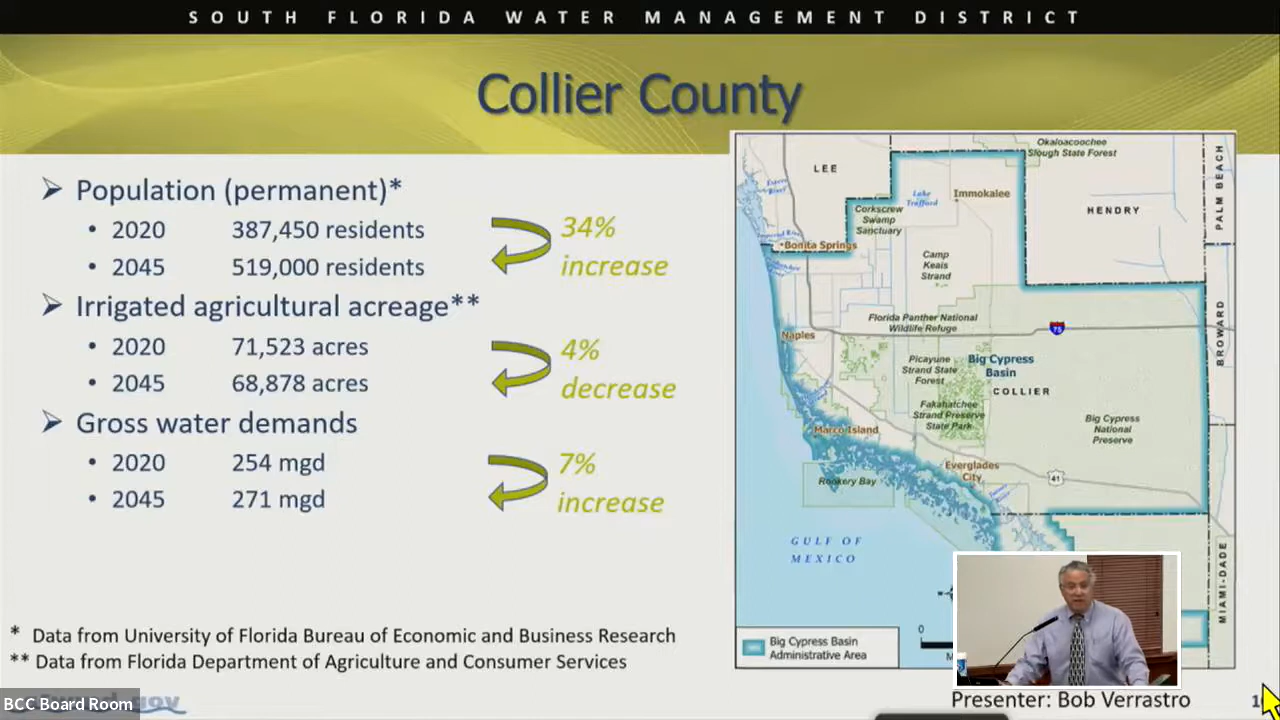 SOUTH FLORIDA WATER MANAGEMENT DISTRICT
Collier County
➢ Population (permanent)*
• 2020 387,450 residents
• 2045 519,000 residents
34%
increase
➢ Irrigated agricultural acreage**
• 2020 71,523 acres
• 2045 68,878 acres
4%
decrease
➢ Gross water demands
• 2020 254 mgd
• 2045 271 mgd
7%
increase
* Data from University of Florida Bureau of Economic and Business Research
** Data from Florida Department of Agriculture and Consumer Services
BCC Board Room
Okaloacoochee
Slough State Forest
LEE
PALM BEACH
Lake
Trafford
Immokalee
HENDRY
Corkscrew
Swamp
Sanctuary
Bonita Springs
Camp
Keais
Strand
Florida Panther National
Wildlife Refuge
75
BROWARD
Naples
Picayune
Strand State
Forest
Big Cypress
Basin
COLLIER
Fakahatchee
Strand Preserve
State Park
Big Cypress
National
Preserve
Marco Island
Everglades
City
41
Rookery Bay
GULF OF
MEXICO
MIAMI-DADE
0
Big Cypress Basin
Administrative Area
Presenter: Bob Verrastro